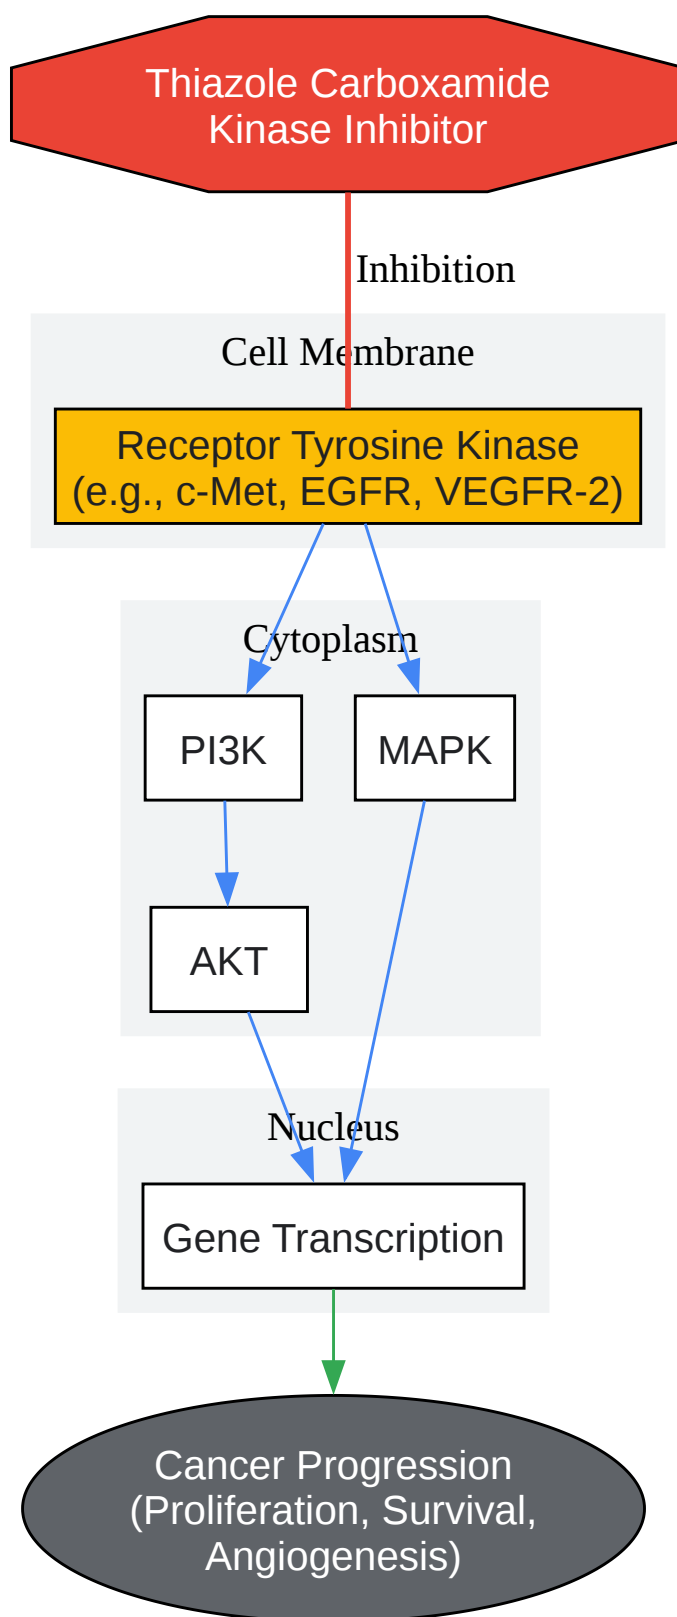 Thiazole Carboxamide
Kinase Inhibitor
Inhibition
Cell Membrane
Receptor Tyrosine Kinase
(e.g., c-Met, EGFR, VEGFR-2)
Cytoplasm
PI3K
MAPK
AKT
Nucleus
Gene Transcription
Cancer Progression
(Proliferation, Survival,
Angiogenesis)